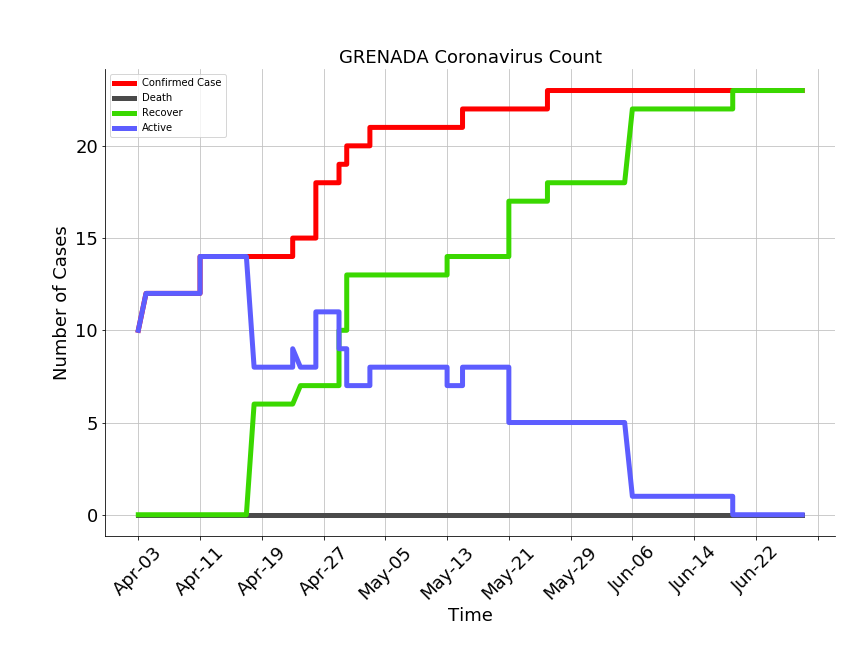 GRENADA Coronavirus Count
Confirmed Case
Death
Recover
Active
20
15
10
5
0
Number of Cases
Apr-03 Apr-11 Apr-19 Apr-27 May-05 May-13 May-21 May-29 Jun-06 Jun-14 Jun-22
Time